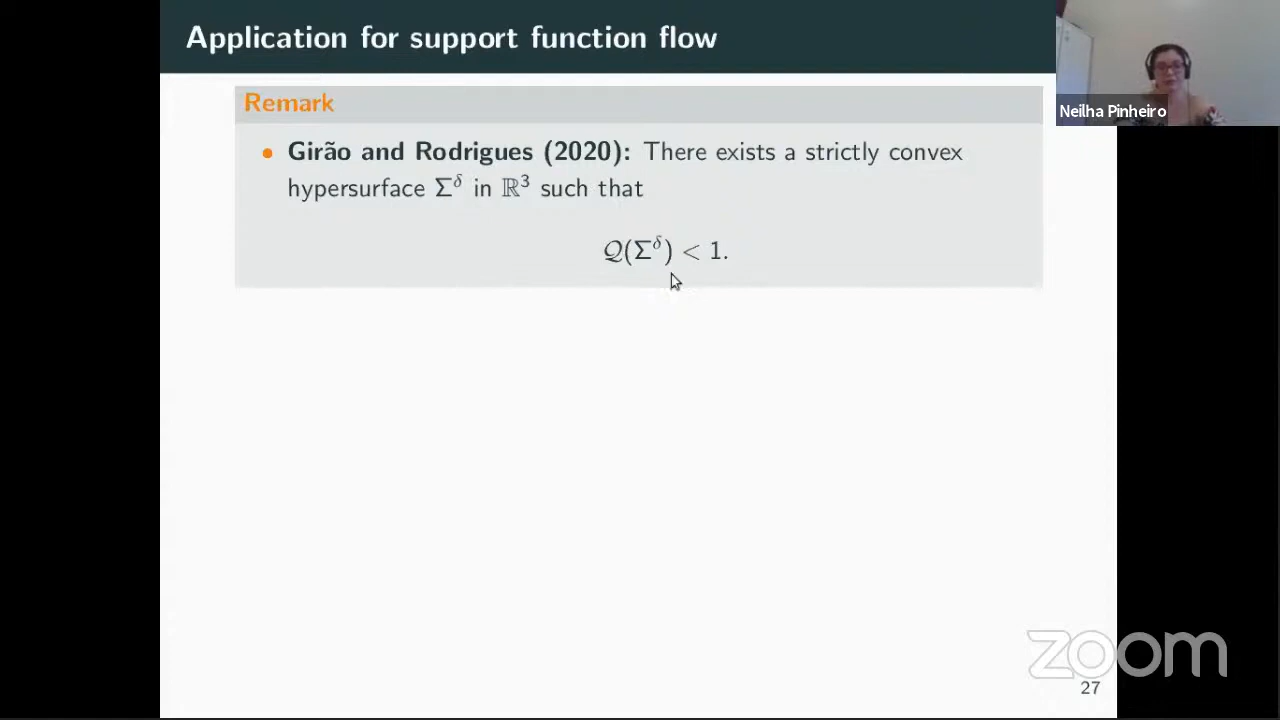 Application for support function flow
Remark
Neilha Pinheiro
• Girão and Rodrigues (2020): There exists a strictly convex
hypersurface Σ^δ in ℝ³ such that
𝒬(Σ^δ) < 1.
zoom
27